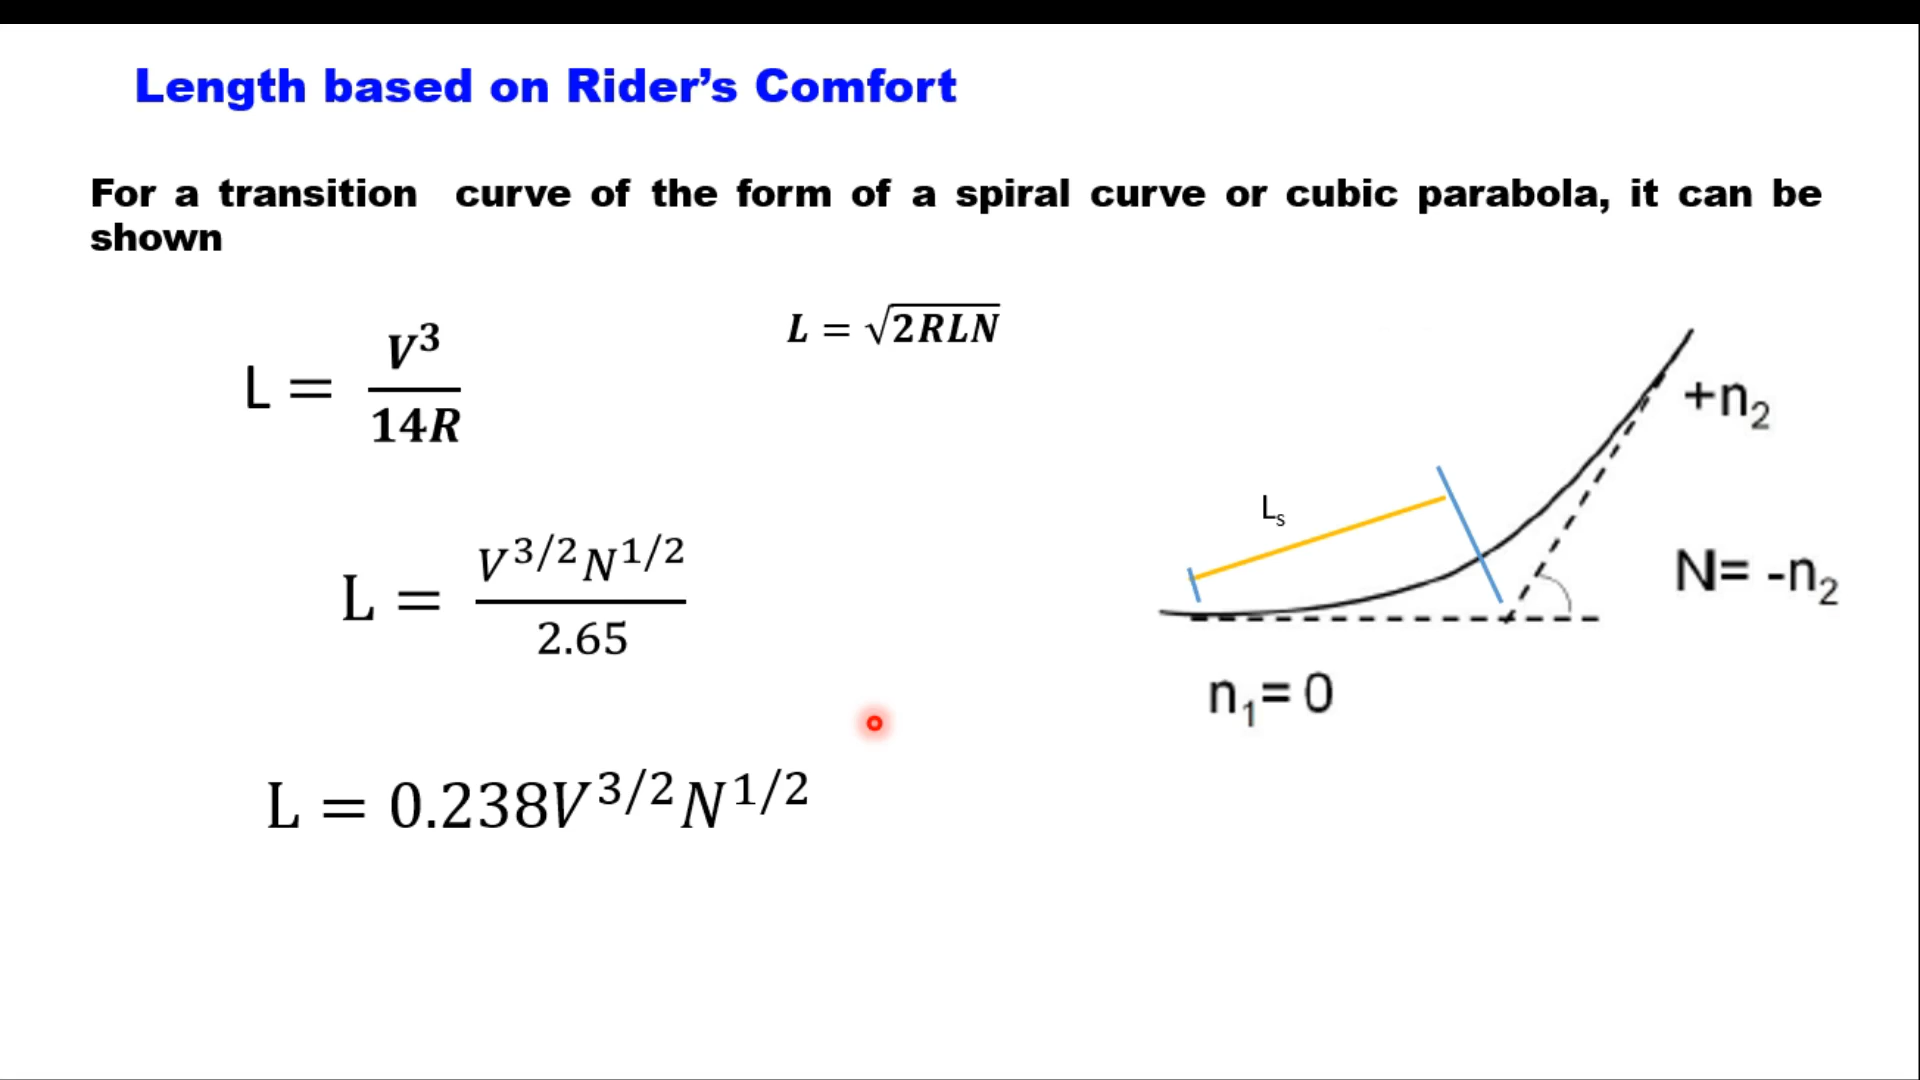 Length based on Rider’s Comfort
For a transition curve of the form of a spiral curve or cubic parabola, it can be
shown
L = V³/14R
L = √2RLN
+n₂
Lₛ
L = V^3/2 N^1/2 / 2.65
N= -n₂
n₁= 0
L = 0.238V^3/2 N^1/2